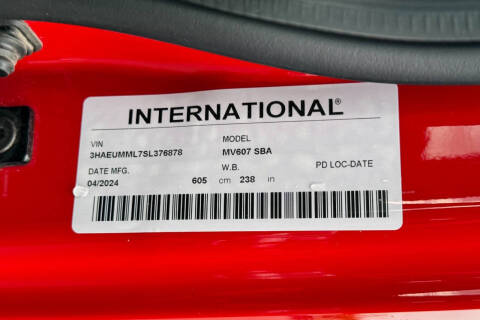 INTERNATIONAL®
VIN MODEL
3HAEUMML7SL376878 MV607 SBA
DATE MFG. W.B. PD LOC-DATE
04/2024 605 cm 238 in